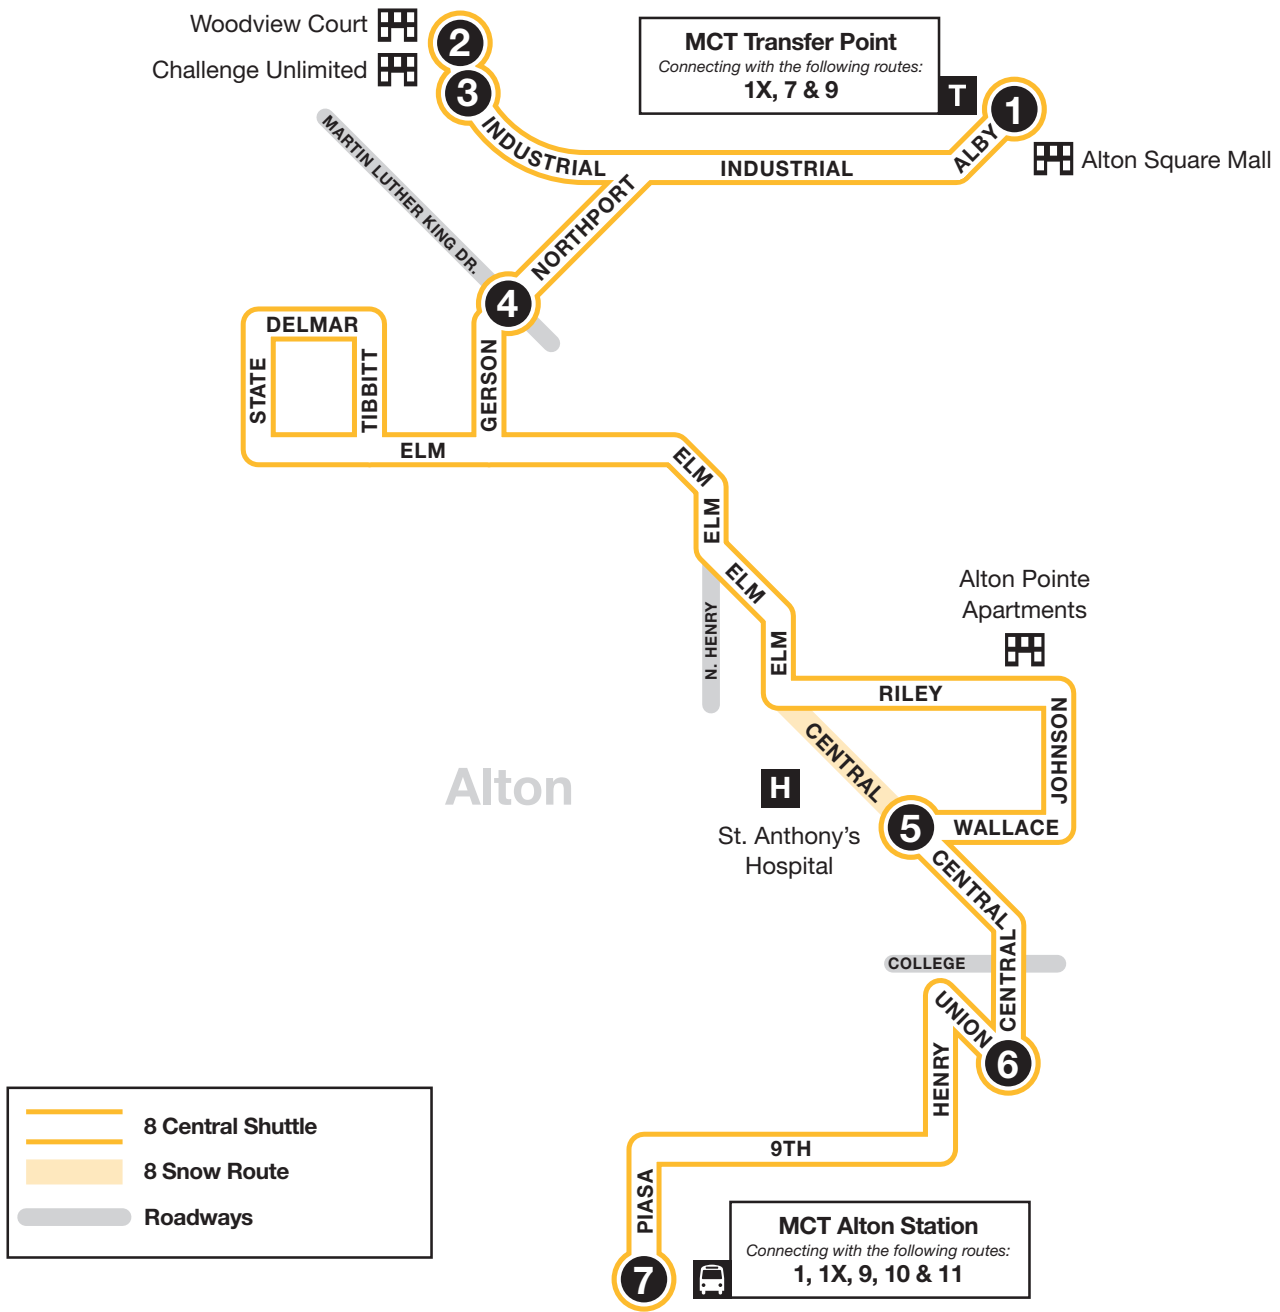 Woodview Court
2
Challenge Unlimited
3
MCT Transfer Point
Connecting with the following routes:
1X, 7 & 9
T
1
ALBY
Alton Square Mall
INDUSTRIAL
INDUSTRIAL
MARTIN LUTHER KING DR.
NORTHPORT
4
DELMAR
STATE
TIBBITT
GERSON
ELM
ELM
ELM
ELM
N. HENRY
ELM
Alton Pointe
Apartments
RILEY
JOHNSON
CENTRAL
Alton
H
St. Anthony's
Hospital
5
WALLACE
CENTRAL
COLLEGE
CENTRAL
UNION
6
HENRY
9TH
PIASA
7
MCT Alton Station
Connecting with the following routes:
1, 1X, 9, 10 & 11
8 Central Shuttle
8 Snow Route
Roadways